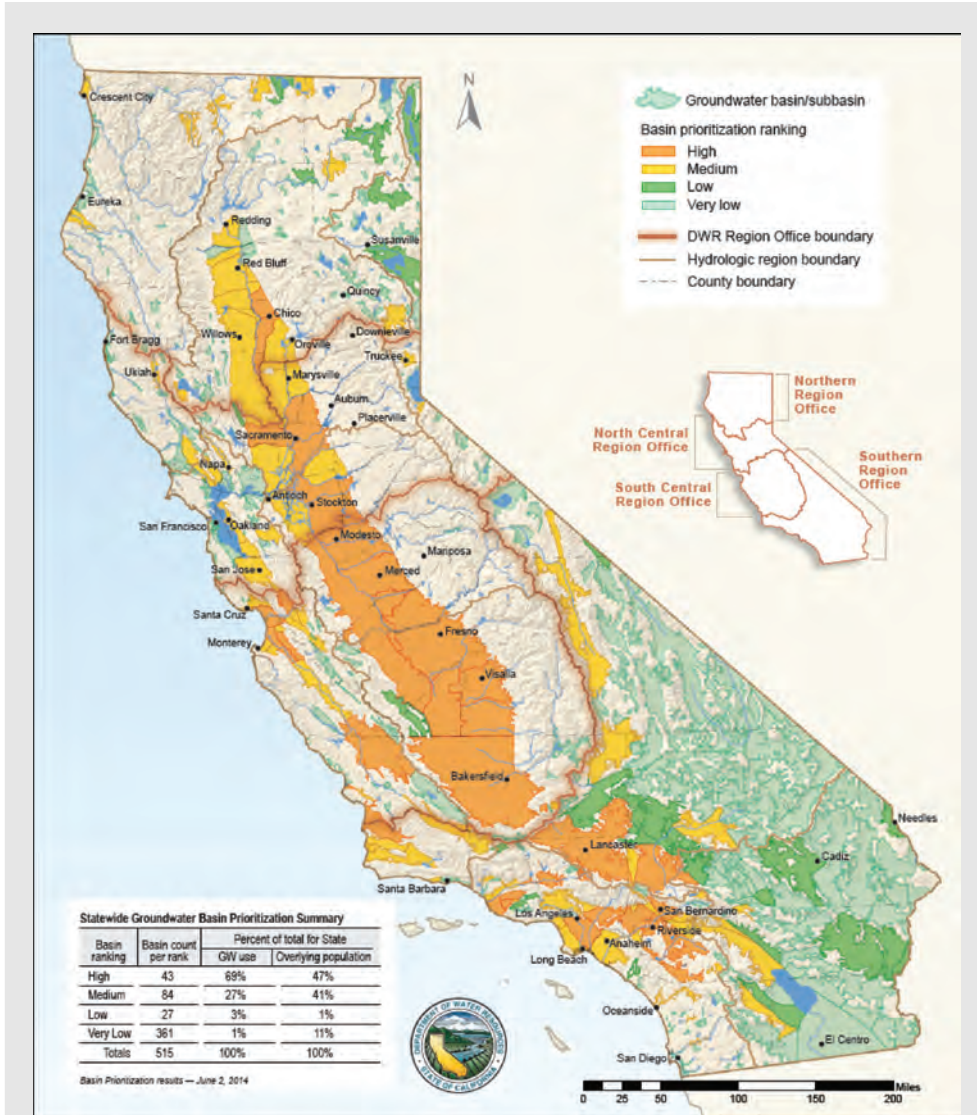 N
Groundwater basin/subbasin
Basin prioritization ranking
High
Medium
Low
Very low
DWR Region Office boundary
Hydrologic region boundary
County boundary
Northern
Region
Office
North Central
Region Office
Southern
Region
Office
South Central
Region Office
Crescent City
Eureka
Redding
Susanville
Red Bluff
Quincy
Chico
Fort Bragg
Willows
Oroville
Downieville
Truckee
Ukiah
Marysville
Auburn
Placerville
Sacramento
Napa
Antioch
Stockton
San Francisco
Oakland
Modesto
Mariposa
San Jose
Merced
Santa Cruz
Fresno
Monterey
Visalia
Bakersfield
Needles
Lancaster
Cadiz
Santa Barbara
Los Angeles
San Bernardino
Riverside
Anaheim
Long Beach
Oceanside
El Centro
San Diego
Statewide Groundwater Basin Prioritization Summary
Basin ranking Basin count per rank Percent of total for State
GW use Overlying population
High 43 69% 47%
Medium 84 27% 41%
Low 27 3% 1%
Very Low 361 1% 11%
Totals 515 100% 100%
Basin Prioritization results — June 2, 2014
DEPARTMENT OF WATER RESOURCES
STATE OF CALIFORNIA
Miles
0 25 50 100 150 200